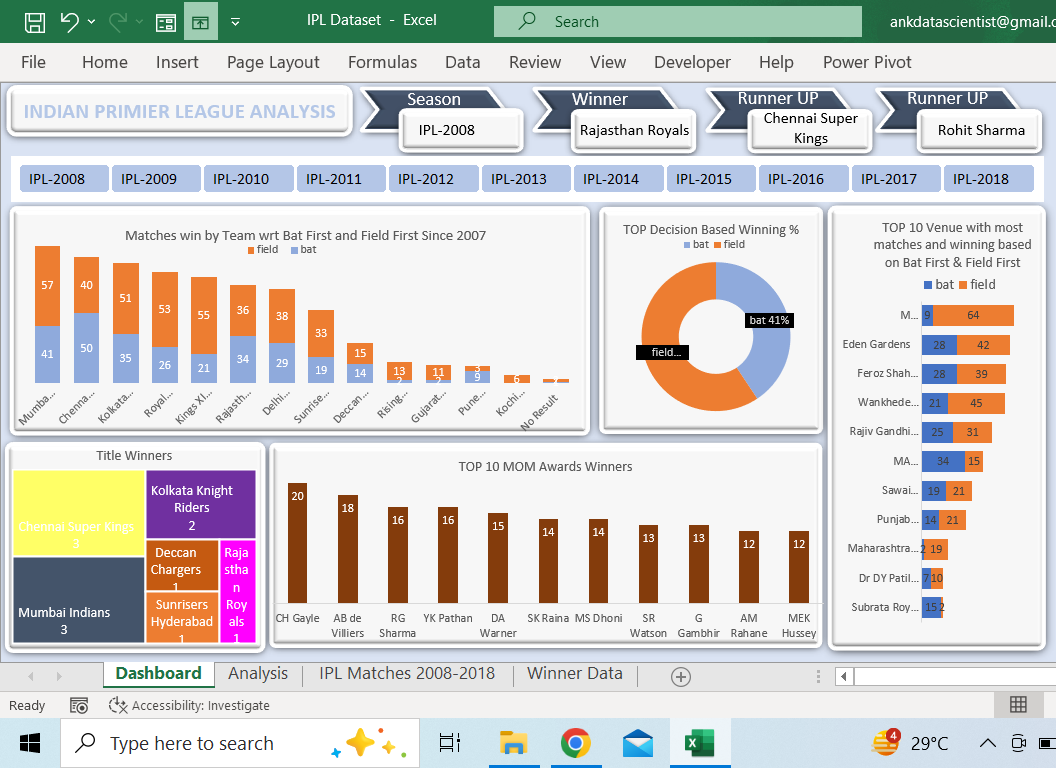 IPL Dataset - Excel
Search
ankdatascientist@gmail.c
File Home Insert Page Layout Formulas Data Review View Developer Help Power Pivot
INDIAN PRIMIER LEAGUE ANALYSIS
Season
IPL-2008
Winner
Rajasthan Royals
Runner UP
Chennai Super
Kings
Runner UP
Rohit Sharma
IPL-2008 IPL-2009 IPL-2010 IPL-2011 IPL-2012 IPL-2013 IPL-2014 IPL-2015 IPL-2016 IPL-2017 IPL-2018
Matches win by Team wrt Bat First and Field First Since 2007
field bat
57 40 51 53 55 36 38 33 15 13 11 3 6
41 50 35 26 21 34 29 19 14 2 2 9
Mumba... Chenna... Kolkata... Royal... Kings XI... Rajasth... Delhi... Sunrise... Deccan... Rising... Gujarat... Pune... Kochi... No Result
TOP Decision Based Winning %
bat field
bat 41%
field...
TOP 10 Venue with most
matches and winning based
on Bat First & Field First
bat field
M... 9 64
Eden Gardens 28 42
Feroz Shah... 28 39
Wankhede... 21 45
Rajiv Gandhi... 25 31
MA... 34 15
Sawai... 19 21
Punjab... 14 21
Maharashtra... 2 19
Dr DY Patil... 7 10
Subrata Roy... 15 2
Title Winners
Chennai Super Kings
3
Mumbai Indians
3
Kolkata Knight
Riders
2
Deccan
Chargers
1
Sunrisers
Hyderabad
1
Raja
stha
n
Roy
als
1
TOP 10 MOM Awards Winners
20 18 16 16 15 14 14 13 13 12 12
CH Gayle AB de Villiers RG Sharma YK Pathan DA Warner SK Raina MS Dhoni SR Watson G Gambhir AM Rahane MEK Hussey
Dashboard Analysis IPL Matches 2008-2018 Winner Data
Ready Accessibility: Investigate
Type here to search
4
29°C